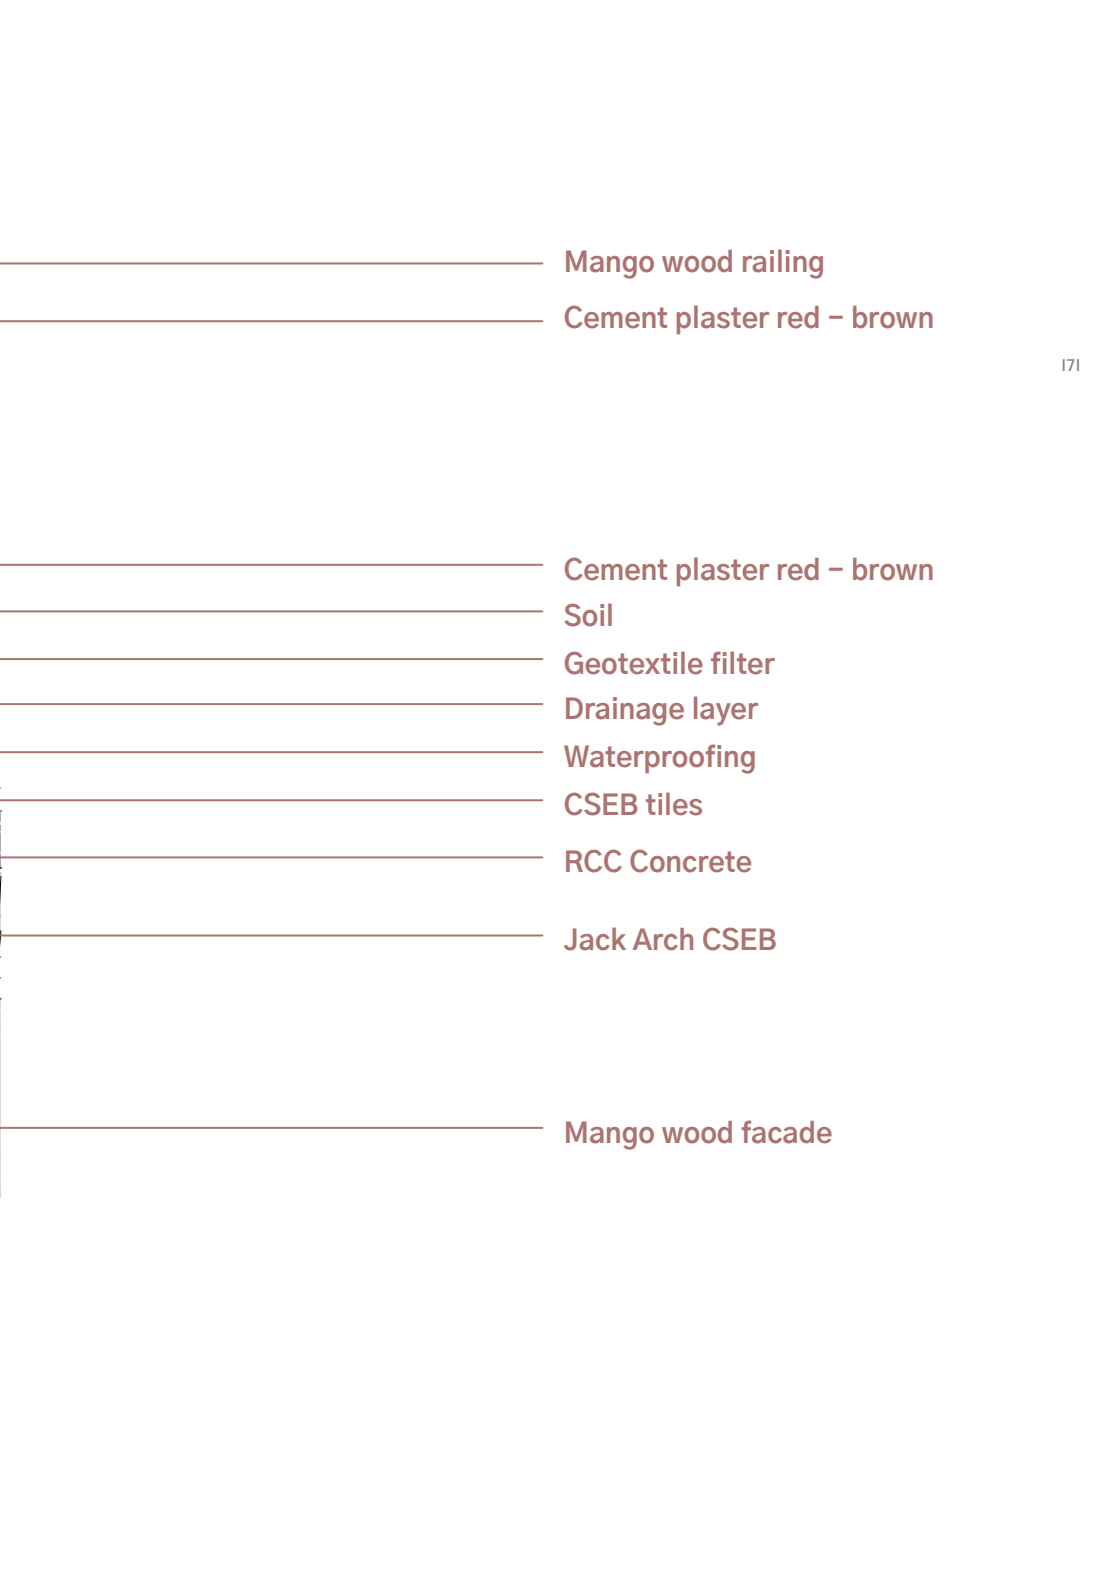 Mango wood railing
Cement plaster red – brown
171
Cement plaster red – brown
Soil
Geotextile filter
Drainage layer
Waterproofing
CSEB tiles
RCC Concrete
Jack Arch CSEB
Mango wood facade